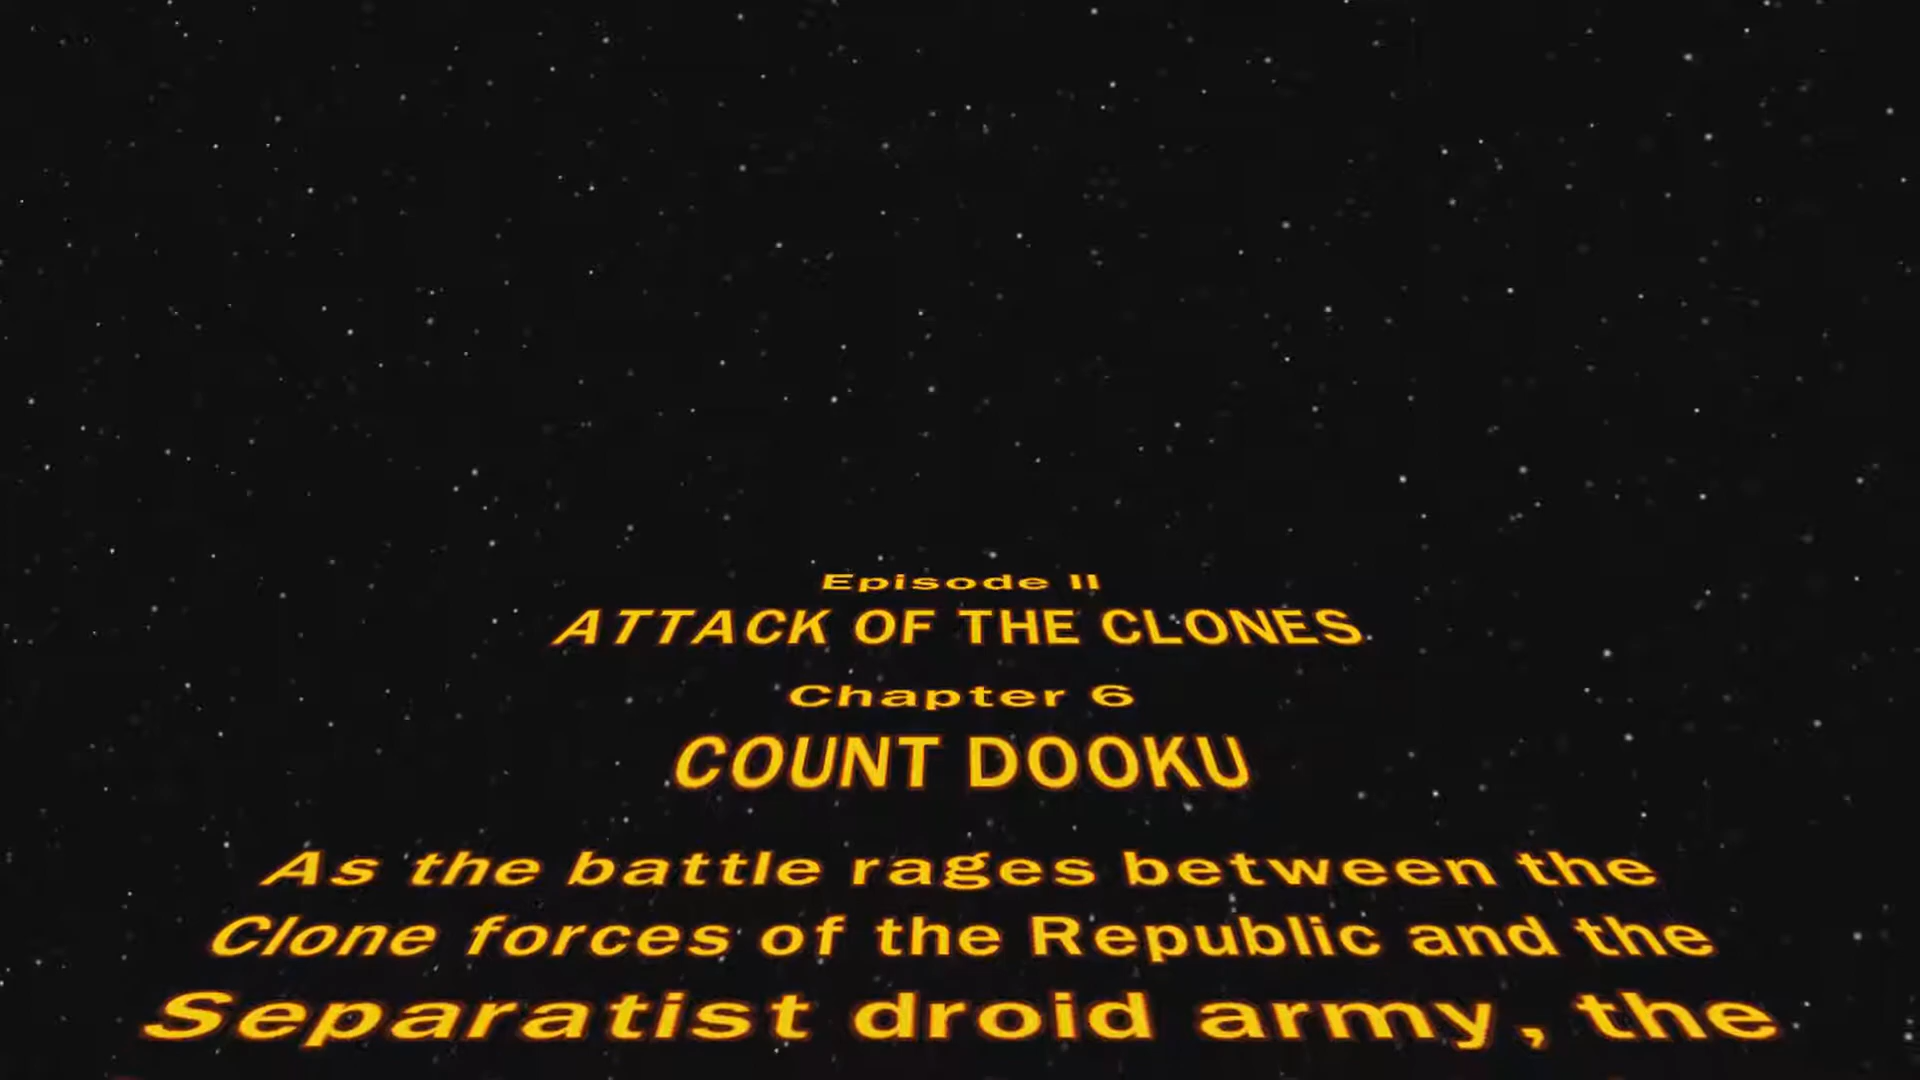 Episode II
ATTACK OF THE CLONES
Chapter 6
COUNT DOOKU
As the battle rages between the
Clone forces of the Republic and the
Separatist droid army, the